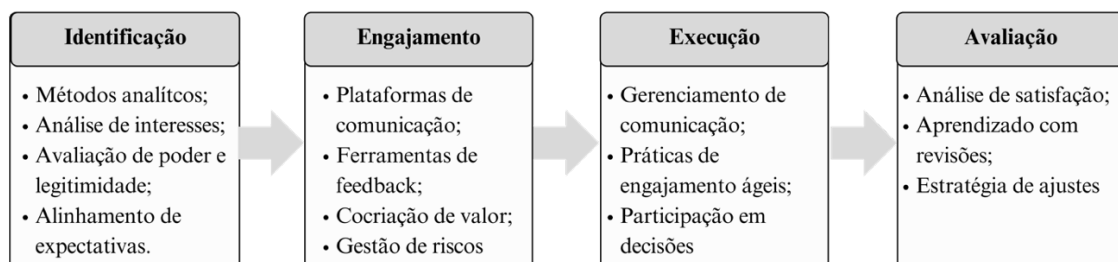 Identificação
• Métodos analítcos;
• Análise de interesses;
• Avaliação de poder e
legitimidade;
• Alinhamento de
expectativas.
Engajamento
• Plataformas de
comunicação;
• Ferramentas de
feedback;
• Cocriação de valor;
• Gestão de riscos
Execução
• Gerenciamento de
comunicação;
• Práticas de
engajamento ágeis;
• Participação em
decisões
Avaliação
• Análise de satisfação;
• Aprendizado com
revisões;
• Estratégia de ajustes